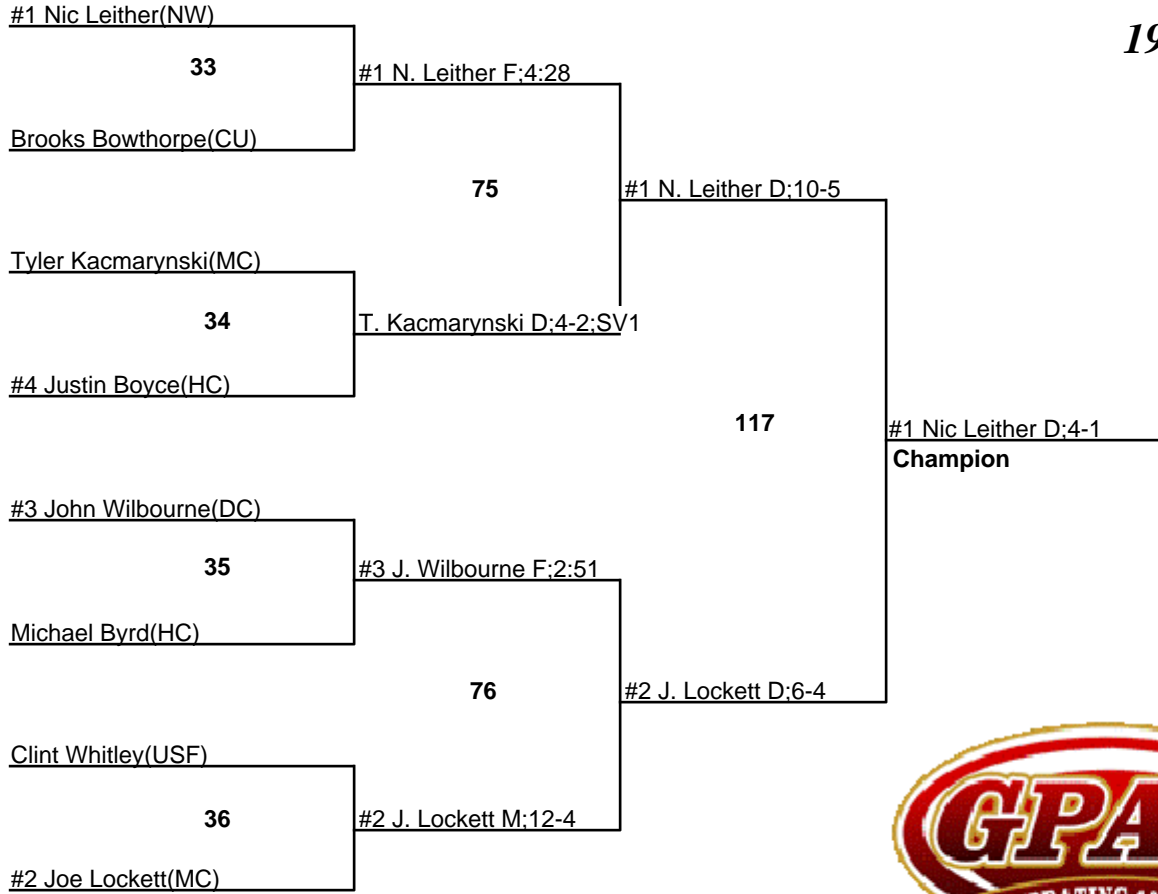 #1 Nic Leither(NW)
19
33
#1 N. Leither F;4:28
Brooks Bowthorpe(CU)
75
#1 N. Leither D;10-5
Tyler Kacmarynski(MC)
34
T. Kacmarynski D;4-2;SV1
#4 Justin Boyce(HC)
117
#1 Nic Leither D;4-1
Champion
#3 John Wilbourne(DC)
35
#3 J. Wilbourne F;2:51
Michael Byrd(HC)
76
#2 J. Lockett D;6-4
Clint Whitley(USF)
36
#2 J. Lockett M;12-4
#2 Joe Lockett(MC)
GPA